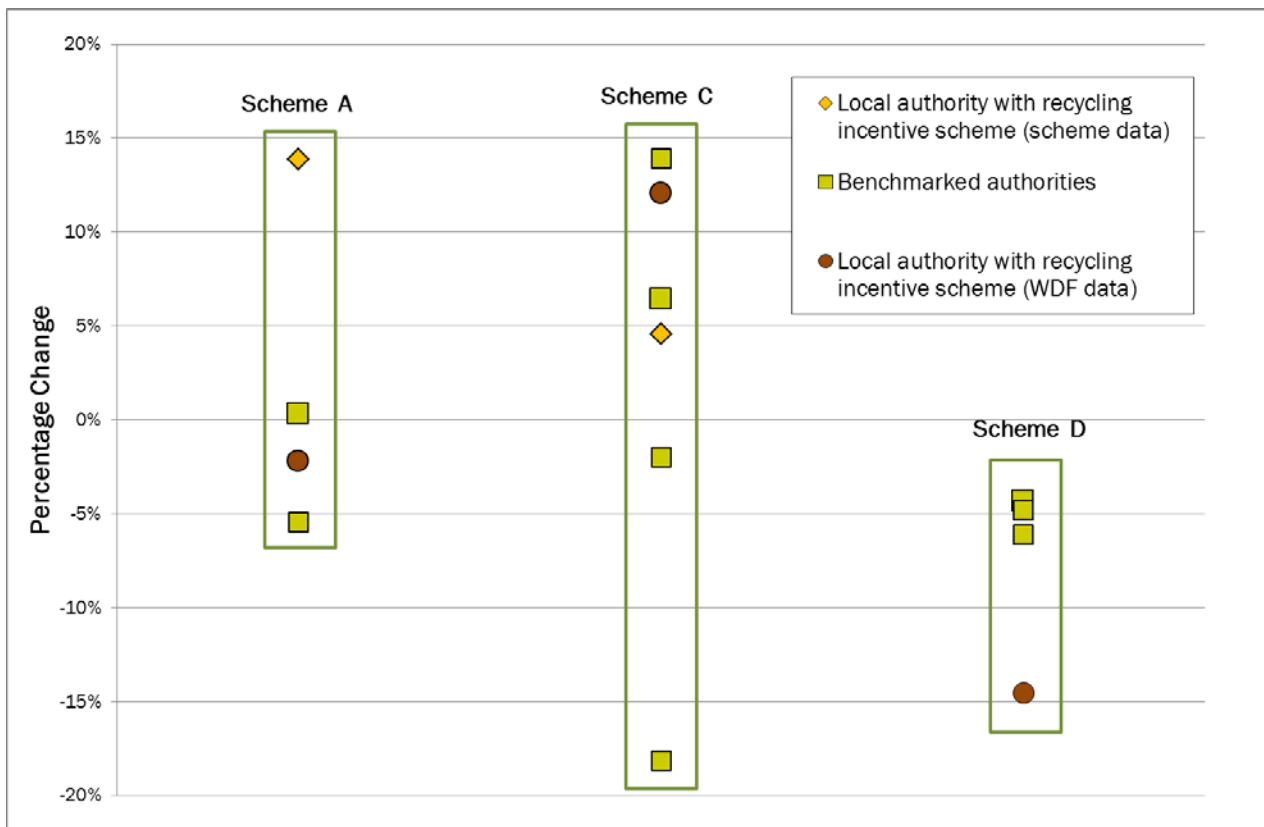 20%
15%
10%
5%
0%
-5%
-10%
-15%
-20%
Percentage Change
Scheme A
Scheme C
Scheme D
Local authority with recycling
incentive scheme (scheme data)
Benchmarked authorities
Local authority with recycling
incentive scheme (WDF data)